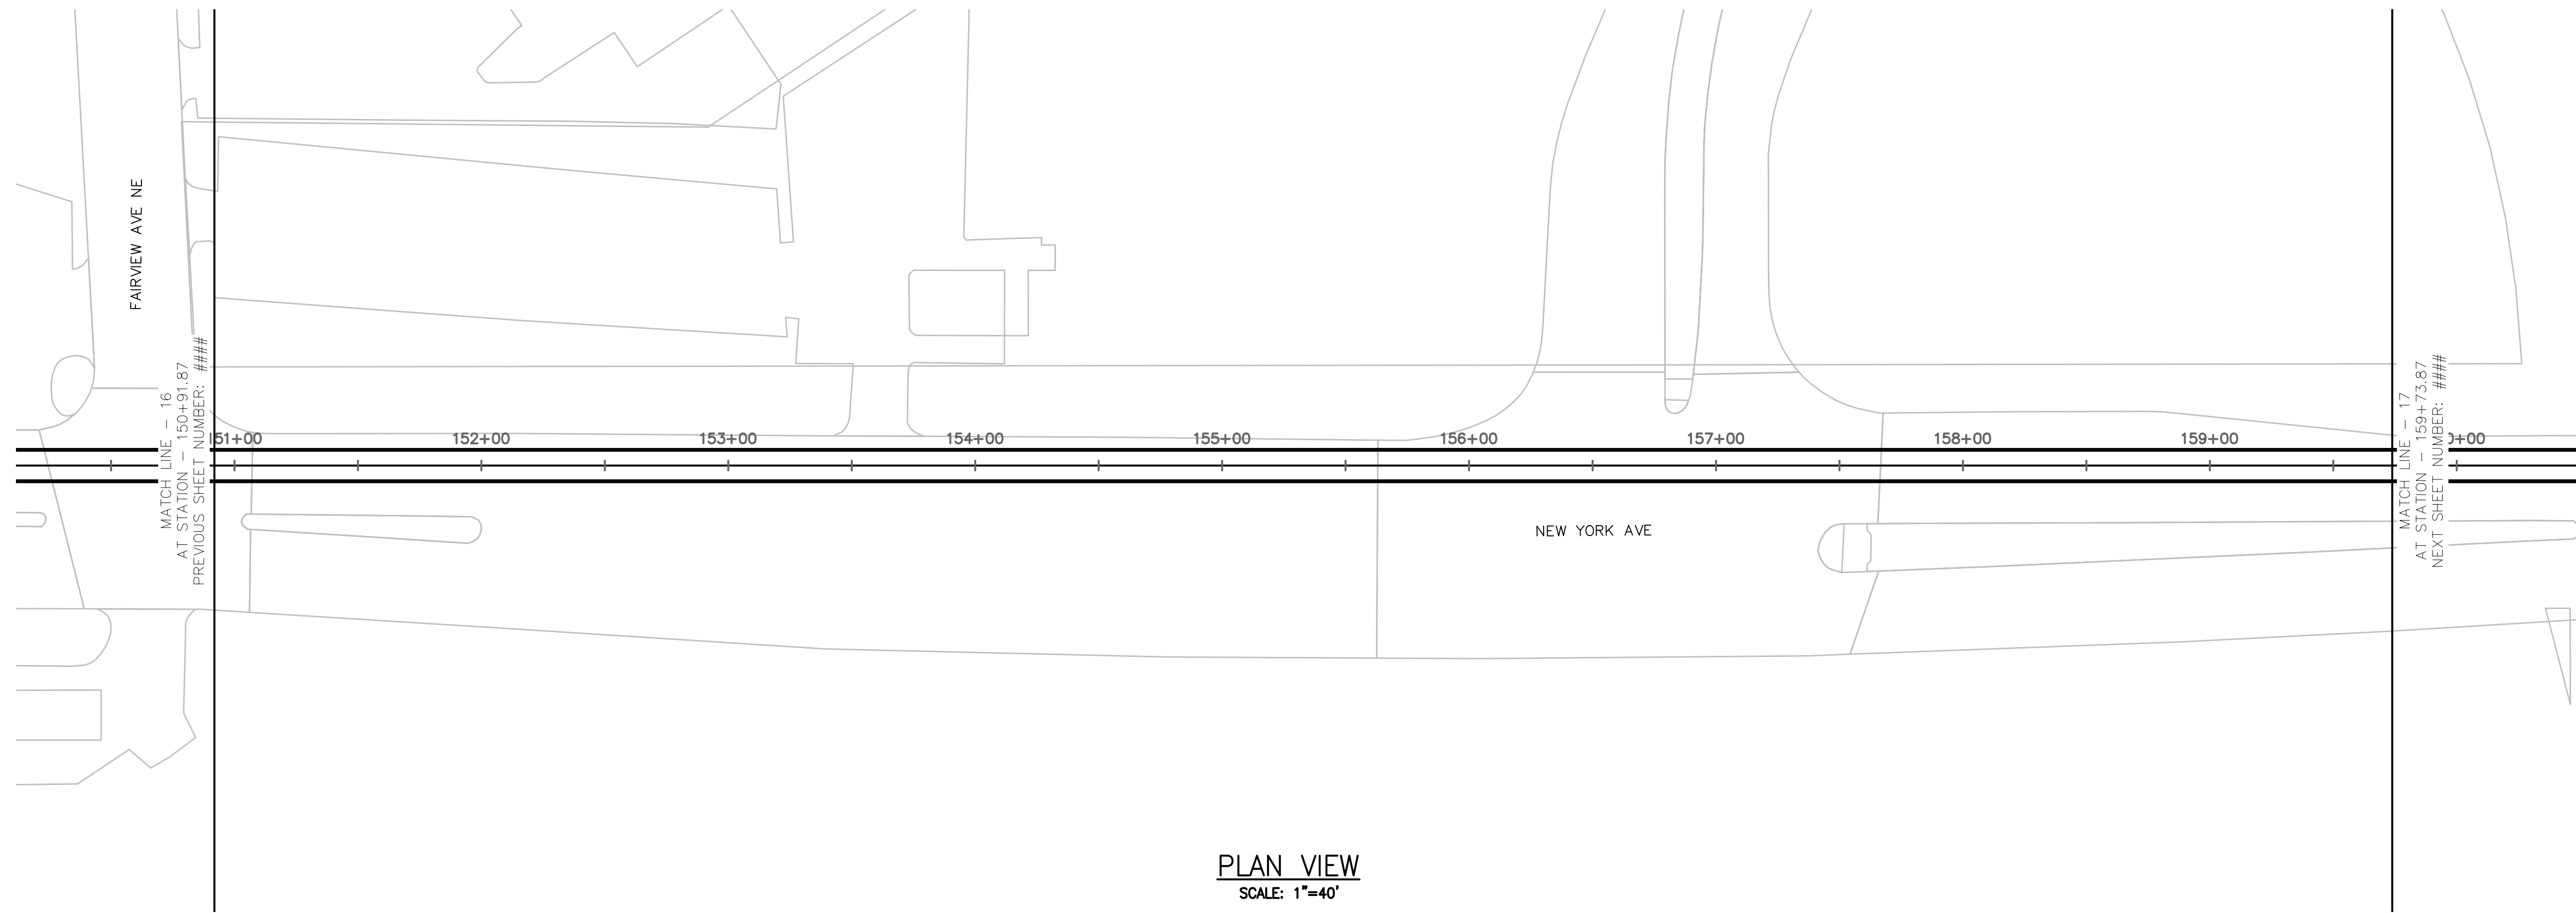 FAIRVIEW AVE NE
MATCH LINE - 16
AT STATION - 150+91.87
PREVIOUS SHEET NUMBER: ####
151+00
152+00
153+00
154+00
155+00
156+00
157+00
158+00
159+00
0+00
MATCH LINE - 17
AT STATION - 159+73.87
NEXT SHEET NUMBER: ####
NEW YORK AVE
PLAN VIEW
SCALE: 1"=40'